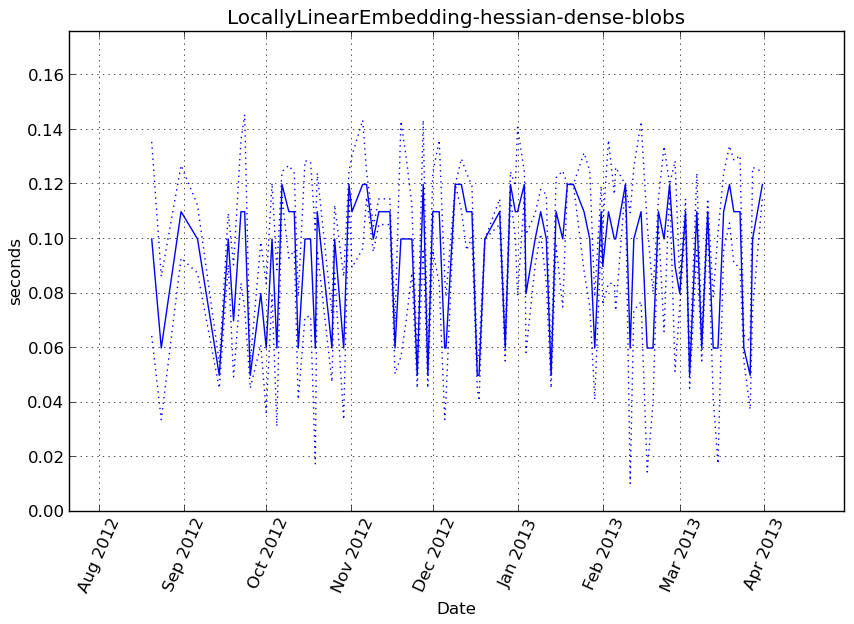 LocallyLinearEmbedding-hessian-dense-blobs
seconds
0.16
0.14
0.12
0.10
0.08
0.06
0.04
0.02
0.00
Aug 2012
Sep 2012
Oct 2012
Nov 2012
Dec 2012
Jan 2013
Feb 2013
Mar 2013
Apr 2013
Date